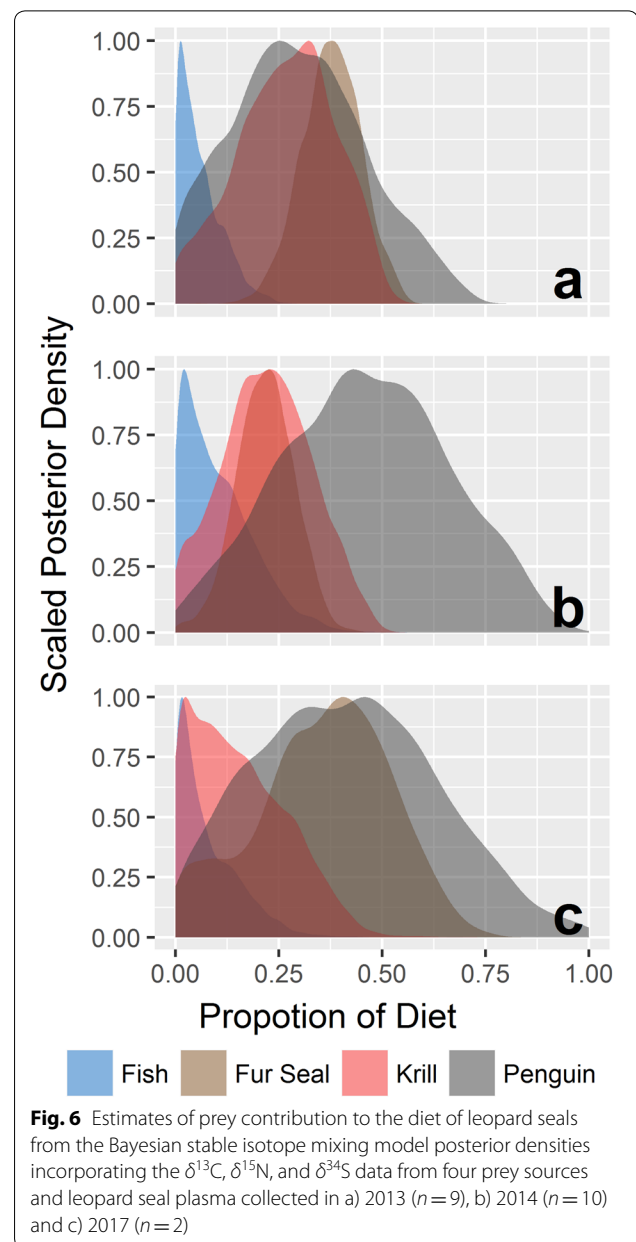 1.00
0.75
0.50
0.25
0.00
a
1.00
0.75
0.50
0.25
0.00
b
1.00
0.75
0.50
0.25
0.00
c
Scaled Posterior Density
0.00 0.25 0.50 0.75 1.00
Propotion of Diet
Fish Fur Seal Krill Penguin
Fig. 6 Estimates of prey contribution to the diet of leopard seals
from the Bayesian stable isotope mixing model posterior densities
incorporating the δ¹³C, δ¹⁵N, and δ³⁴S data from four prey sources
and leopard seal plasma collected in a) 2013 (n = 9), b) 2014 (n = 10)
and c) 2017 (n = 2)